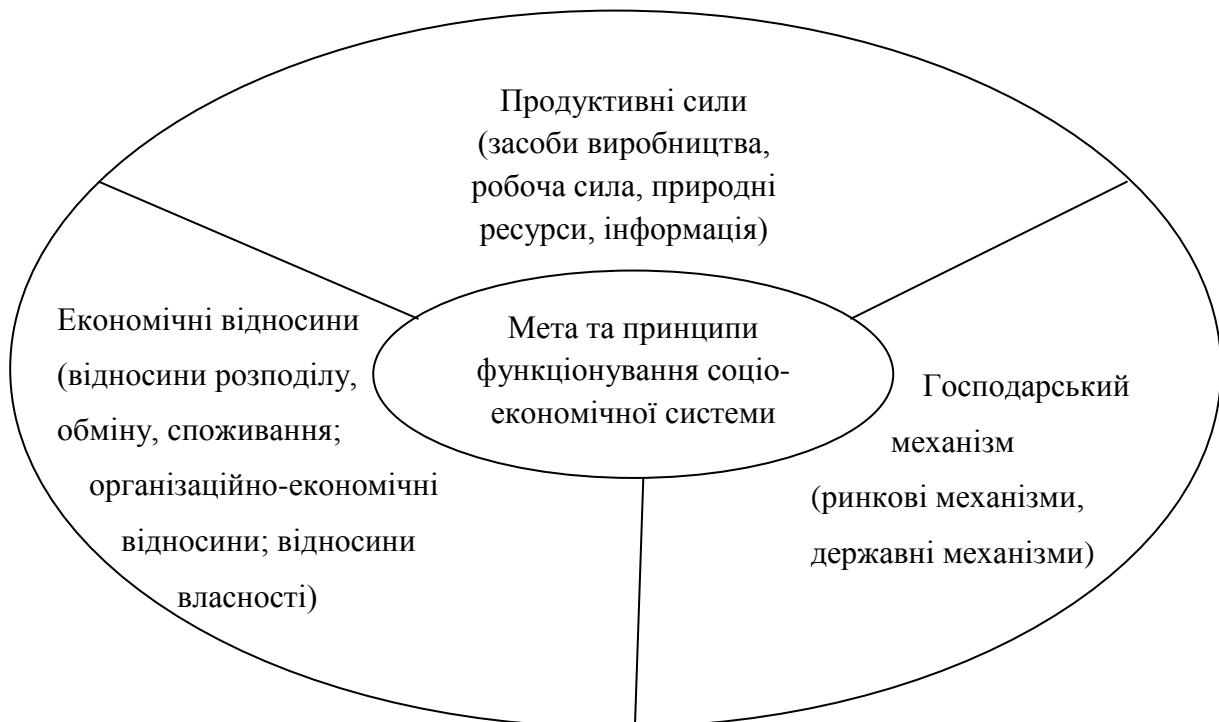 Продуктивні сили
(засоби виробництва,
робоча сила, природні
ресурси, інформація)
Економічні відносини
(відносини розподілу,
обміну, споживання;
організаційно-економічні
відносини; відносини
власності)
Мета та принципи
функціонування соціо-
економічної системи
Господарський
механізм
(ринкові механізми,
державні механізми)